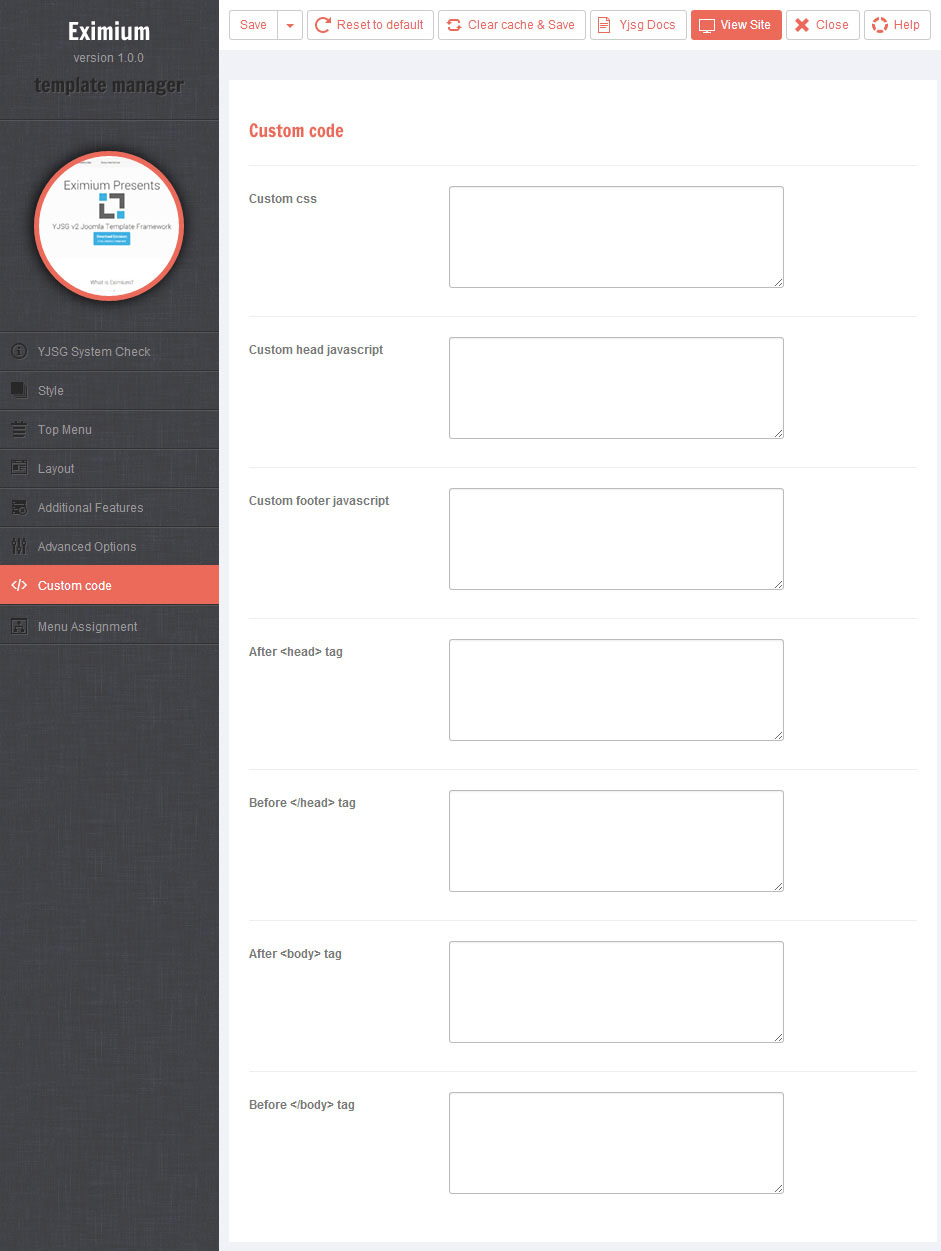 Eximium
version 1.0.0
template manager
Eximium Presents
YJSG v2 Joomla Template Framework
What is Eximium?
YJSG System Check
Style
Top Menu
Layout
Additional Features
Advanced Options
Custom code
Menu Assignment
Save Reset to default Clear cache & Save Yjsg Docs View Site Close Help
Custom code
Custom css
Custom head javascript
Custom footer javascript
After <head> tag
Before </head> tag
After <body> tag
Before </body> tag